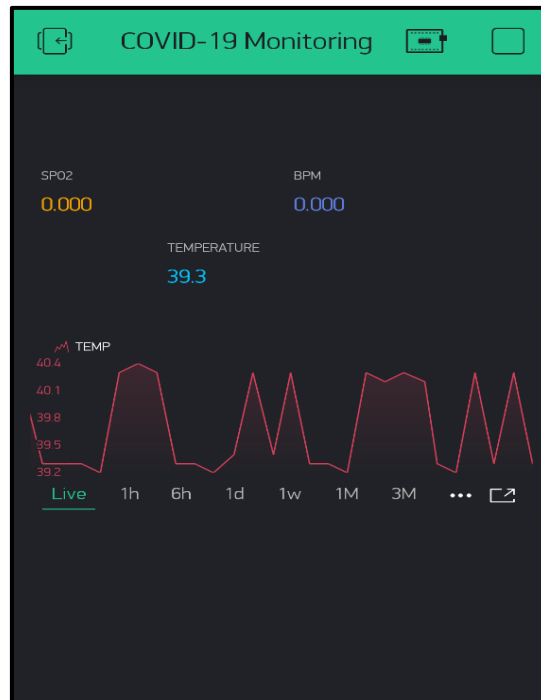 COVID-19 Monitoring
SPO2 BPM
0.000 0.000
TEMPERATURE
39.3
TEMP
40.4
40.1
39.8
39.5
39.2
Live 1h 6h 1d 1w 1M 3M ...